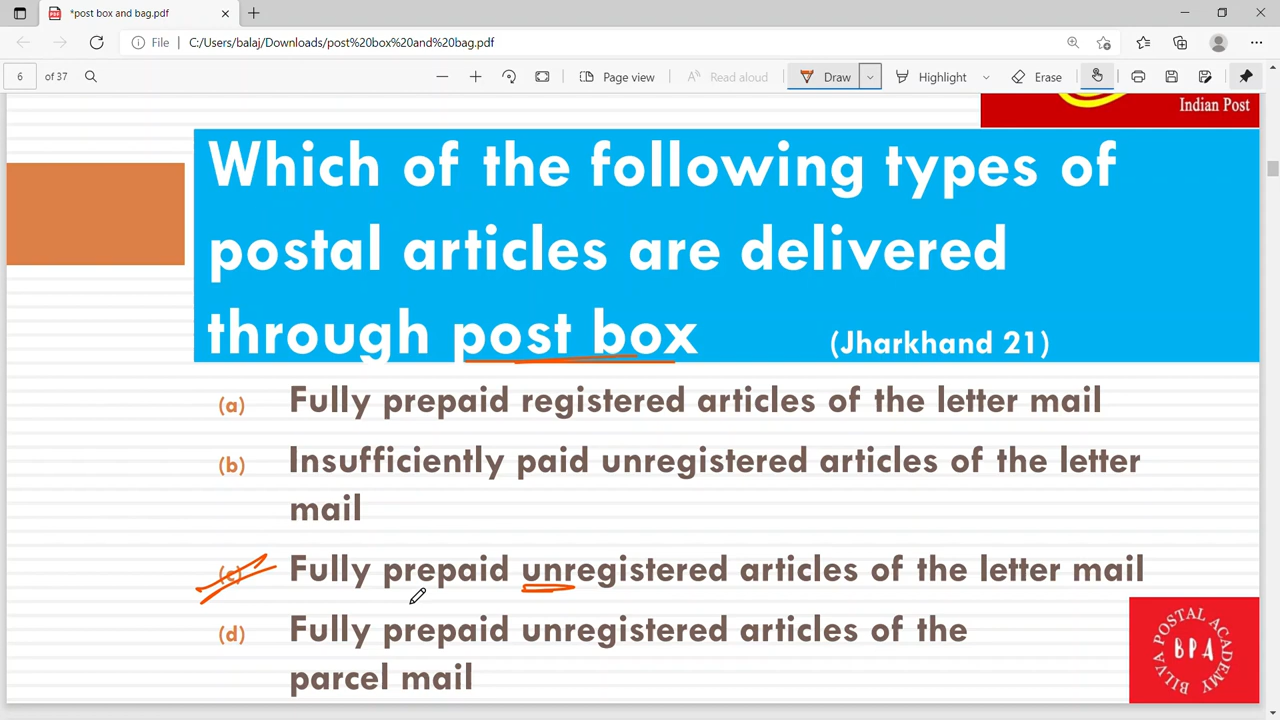 *post box and bag.pdf
File
C:/Users/balaj/Downloads/post%20box%20and%20bag.pdf
6 of 37
Page view
Read aloud
Draw
Highlight
Erase
Indian Post
Which of the following types of
postal articles are delivered
through post box (Jharkhand 21)
(a) Fully prepaid registered articles of the letter mail
(b) Insufficiently paid unregistered articles of the letter
mail
(c) Fully prepaid unregistered articles of the letter mail
(d) Fully prepaid unregistered articles of the
parcel mail
BILVA POSTAL ACADEMY
BPA